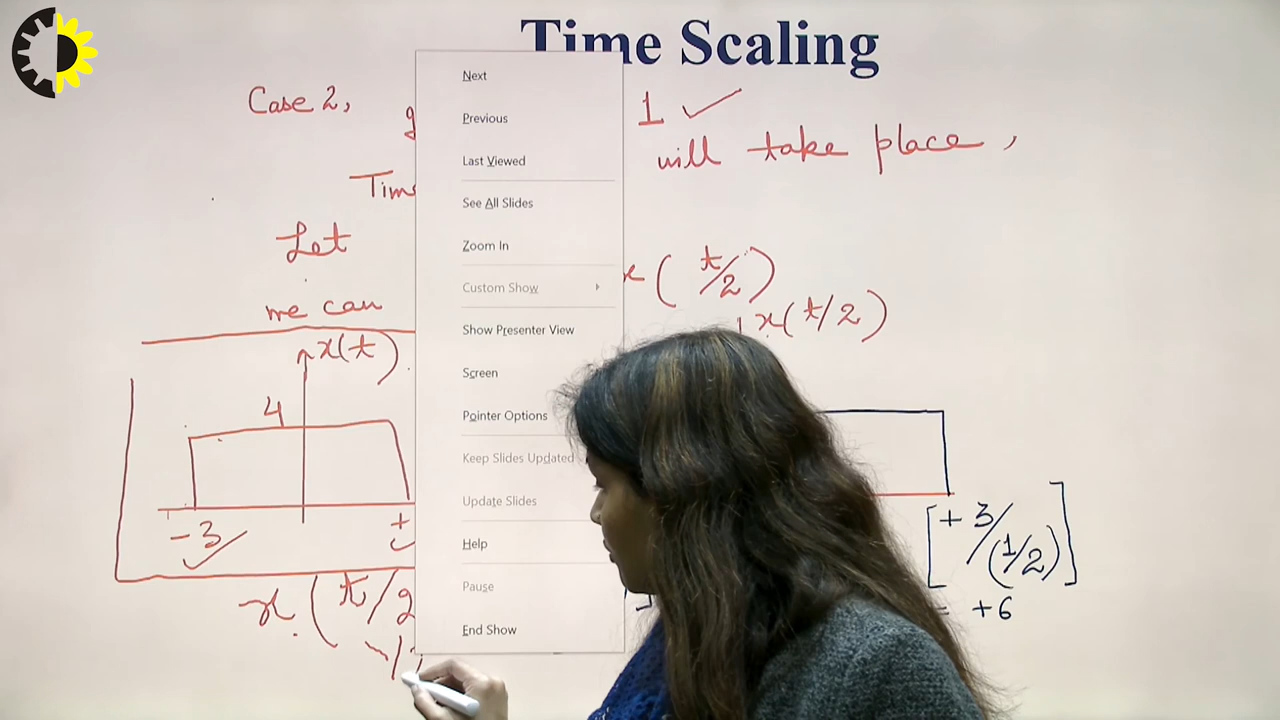 Time Scaling
Case 2,
1 ✓
will take place,
Time
Let
x(t/2)
we can
x(t/2)
x(t)
4
-3
+
[+3/(1/2)]
= +6
x(t/2
Next
Previous
Last Viewed
See All Slides
Zoom In
Custom Show
Show Presenter View
Screen
Pointer Options
Keep Slides Updated
Update Slides
Help
Pause
End Show